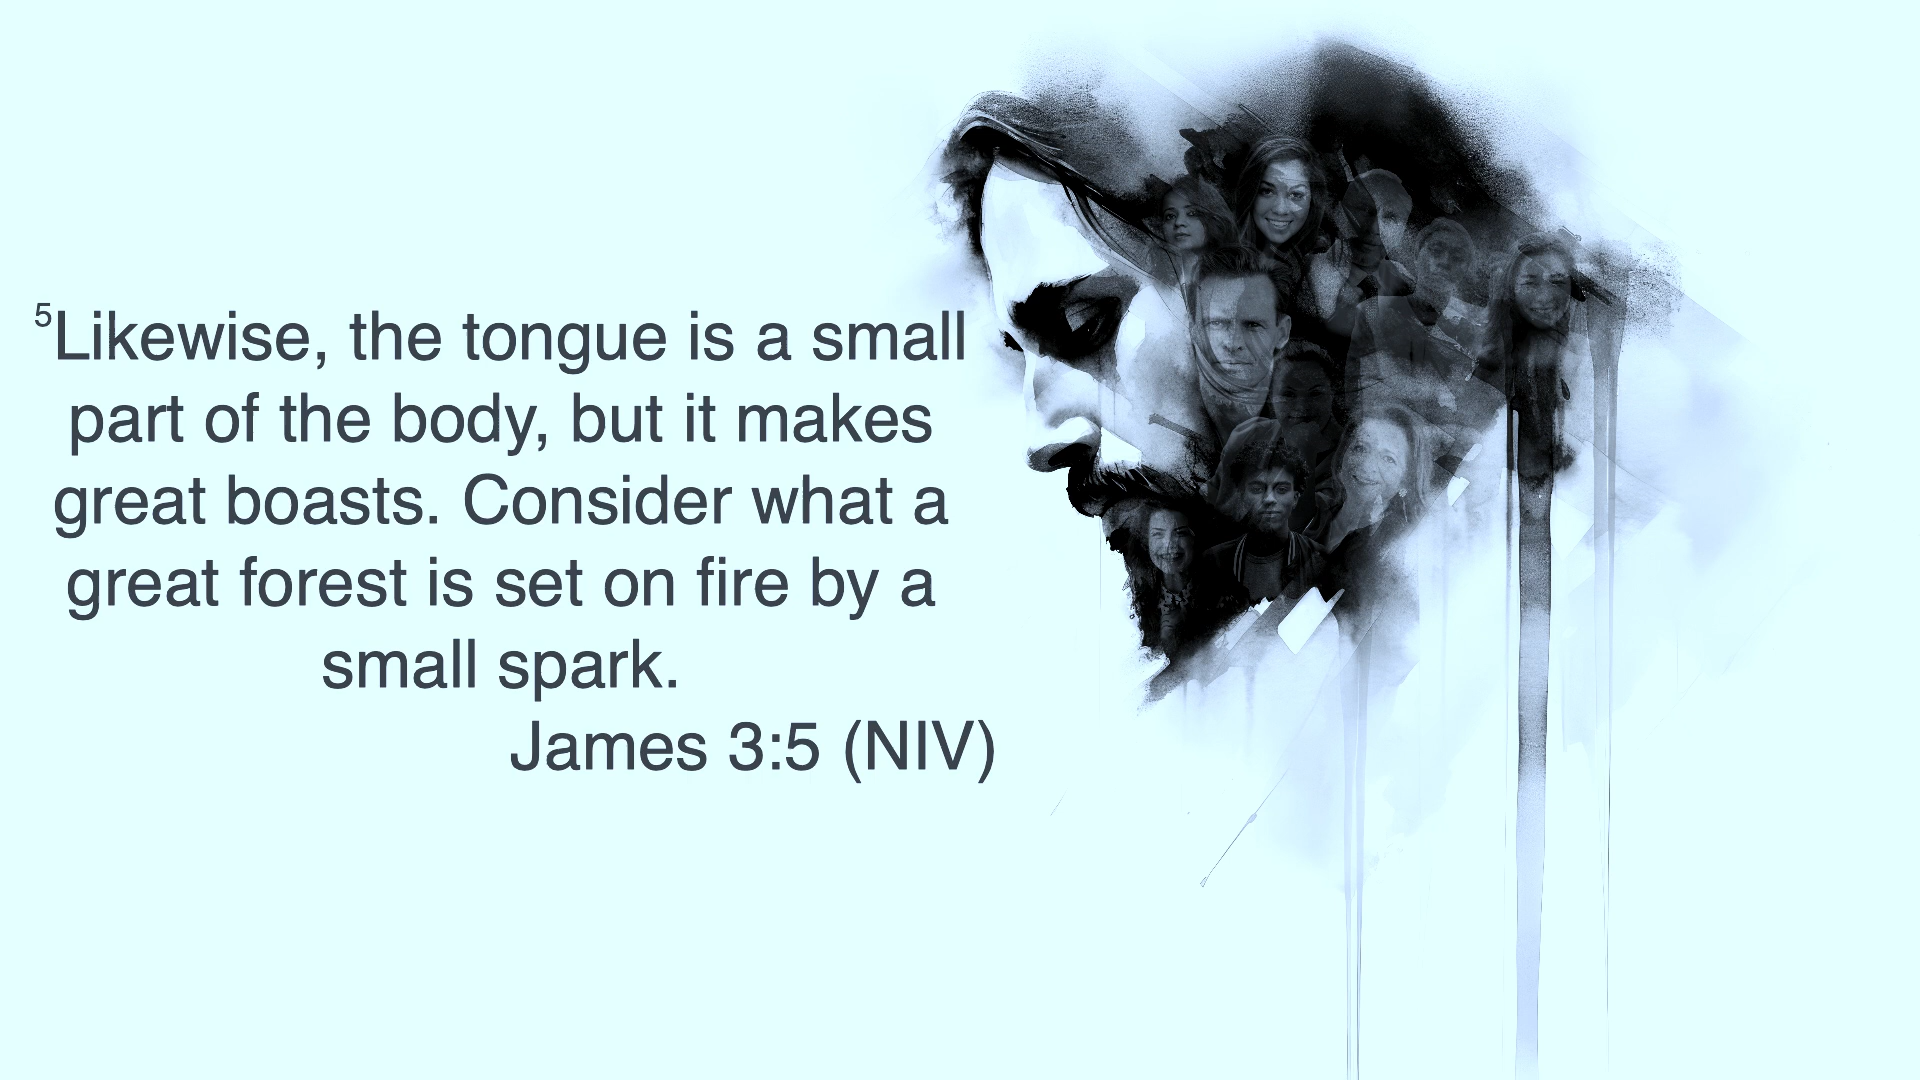 ⁵Likewise, the tongue is a small
part of the body, but it makes
great boasts. Consider what a
great forest is set on fire by a
small spark.
James 3:5 (NIV)